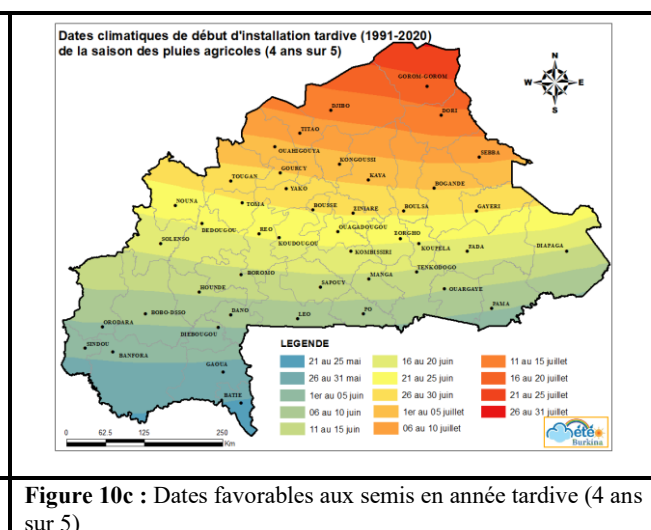 Dates climatiques de début d'installation tardive (1991-2020)
de la saison des pluies agricoles (4 ans sur 5)
N
W
E
S
GOROM-GOROM
DJIBO
DORI
TITAO
OUAHIGOUYA
SEBBA
KONGOUSSI
GOURCY
TOUGAN
KAYA
YAKO
BOGANDE
NOUNA
TOMA
BOUSSE
ZINIARE
BOULSA
GAYERI
DEDOUGOU
REO
OUAGADOUGOU
SOLENSO
KOUDOUGOU
ZORGHO
KOUPELA
FADA
DIAPAGA
KOMBISSIRI
BOROMO
MANGA
TENKODOGO
HOUNDE
SAPOUY
OUARGAYE
BOBO-DSSO
DANO
LEO
PO
PAMA
ORODARA
DIEBOUGOU
SINDOU
BANFORA
GAOUA
BATIE
LEGENDE
21 au 25 mai
26 au 31 mai
1er au 05 juin
06 au 10 juin
11 au 15 juin
16 au 20 juin
21 au 25 juin
26 au 30 juin
1er au 05 juillet
06 au 10 juillet
11 au 15 juillet
16 au 20 juillet
21 au 25 juillet
26 au 31 juillet
0 62.5 125 250
Km
été
Burkina
Figure 10c : Dates favorables aux semis en année tardive (4 ans
sur 5)